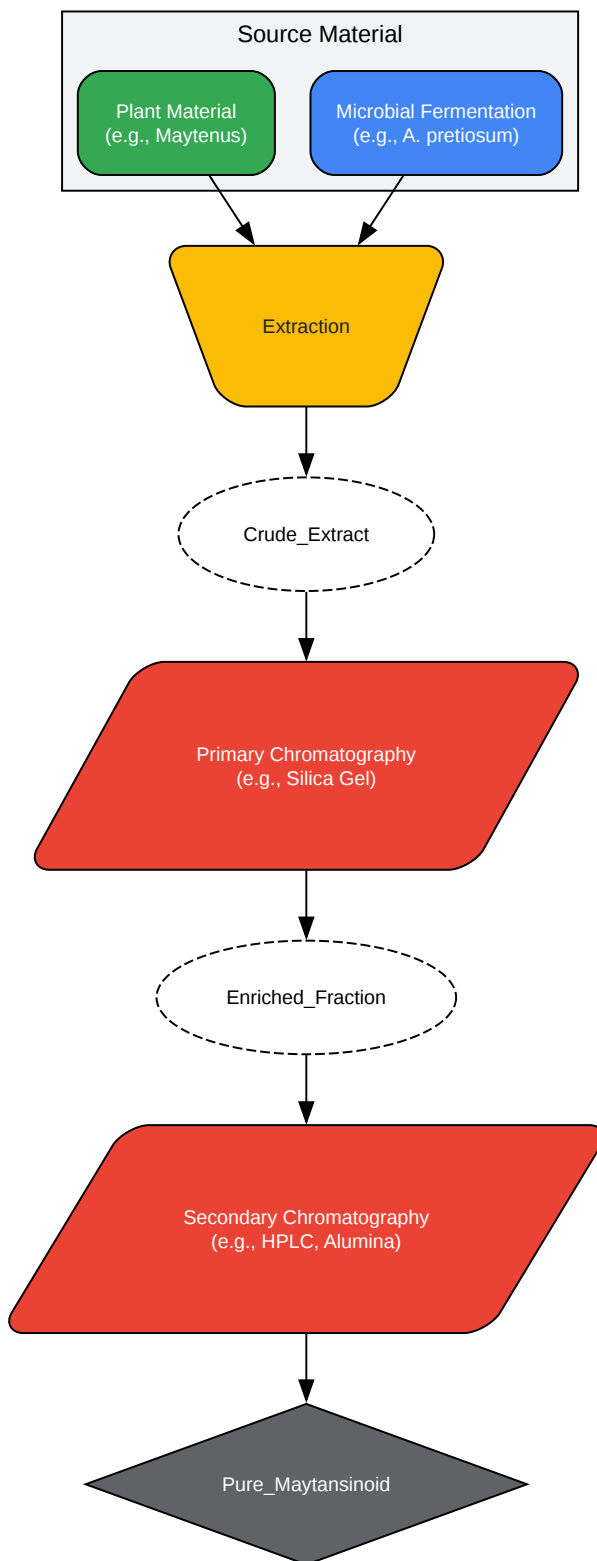 Source Material
Plant Material
(e.g., Maytenus)
Microbial Fermentation
(e.g., A. pretiosum)
Extraction
Crude_Extract
Primary Chromatography
(e.g., Silica Gel)
Enriched_Fraction
Secondary Chromatography
(e.g., HPLC, Alumina)
Pure_Maytansinoid